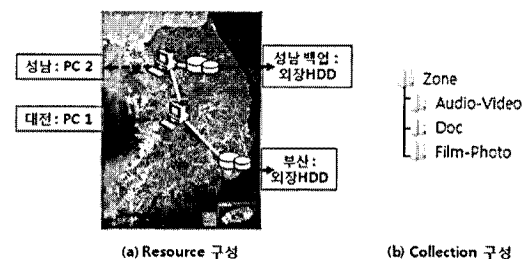 성남 : PC 2
성남 백업 :
외장HDD
대전 : PC 1
부산 :
외장HDD
Zone
Audio-Video
Doc
Film-Photo
(a) Resource 구성
(b) Collection 구성